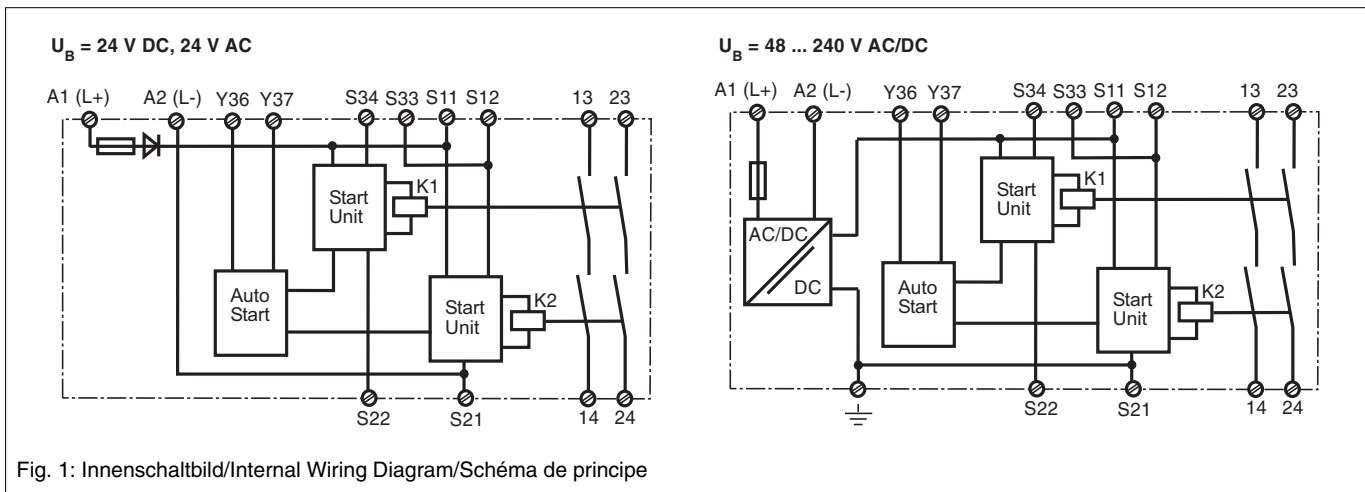 U_B = 24 V DC, 24 V AC
A1 (L+) A2 (L-) Y36 Y37 S34 S33 S11 S12 13 23
Start
Unit
K1
Auto
Start
Start
Unit
K2
S22 S21 14 24
U_B = 48 ... 240 V AC/DC
A1 (L+) A2 (L-) Y36 Y37 S34 S33 S11 S12 13 23
Start
Unit
K1
AC/DC
DC
Auto
Start
Start
Unit
K2
S22 S21 14 24
Fig. 1: Innenschaltbild/Internal Wiring Diagram/Schéma de principe